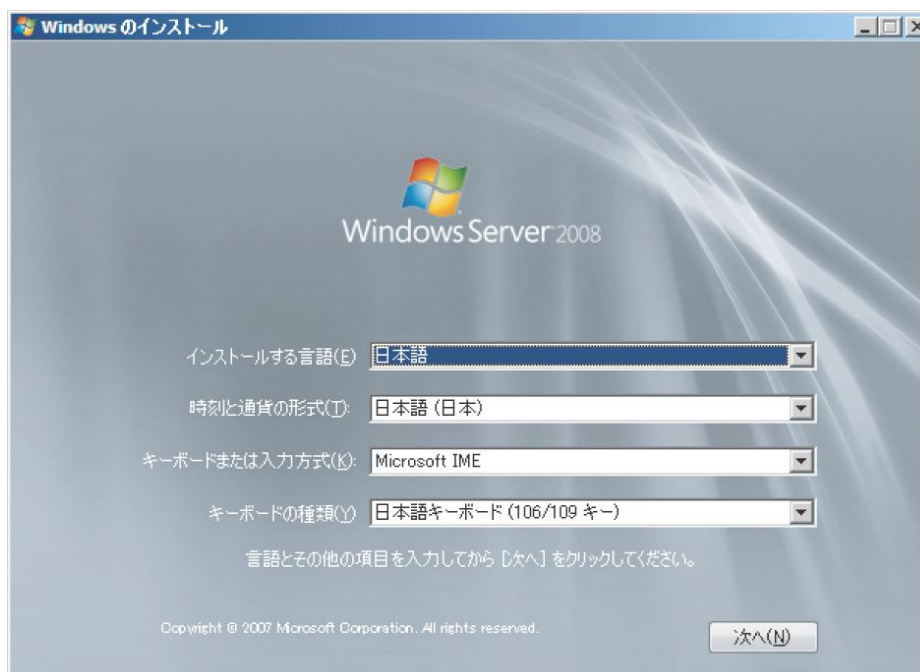 Windows のインストール
Windows Server 2008
インストールする言語(E) 日本語
時刻と通貨の形式(T): 日本語 (日本)
キーボードまたは入力方式(K): Microsoft IME
キーボードの種類(Y) 日本語キーボード (106/109 キー)
言語とその他の項目を入力してから [次へ] をクリックしてください。
Copyright © 2007 Microsoft Corporation. All rights reserved.
次へ(N)